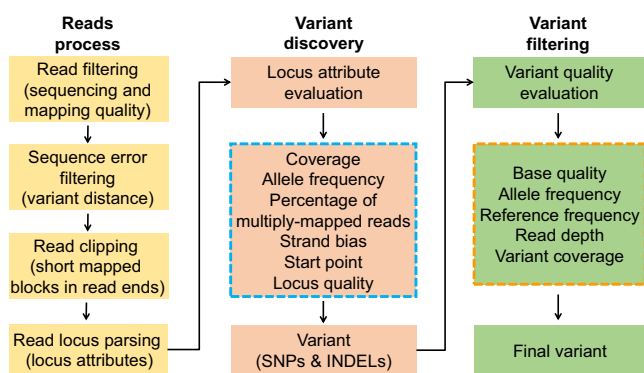 Reads
process
Read filtering
(sequencing and
mapping quality)
Sequence error
filtering
(variant distance)
Read clipping
(short mapped
blocks in read ends)
Read locus parsing
(locus attributes)
Variant
discovery
Locus attribute
evaluation
Coverage
Allele frequency
Percentage of
multiply-mapped reads
Strand bias
Start point
Locus quality
Variant
(SNPs & INDELs)
Variant
filtering
Variant quality
evaluation
Base quality
Allele frequency
Reference frequency
Read depth
Variant coverage
Final variant